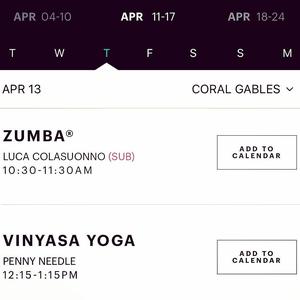 APR 04-10 APR 11-17 APR 18-24
T W T F S S M
APR 13 CORAL GABLES
ZUMBA®
LUCA COLASUONNO (SUB)
10:30-11:30AM
ADD TO
CALENDAR
VINYASA YOGA
PENNY NEEDLE
12:15-1:15PM
ADD TO
CALENDAR